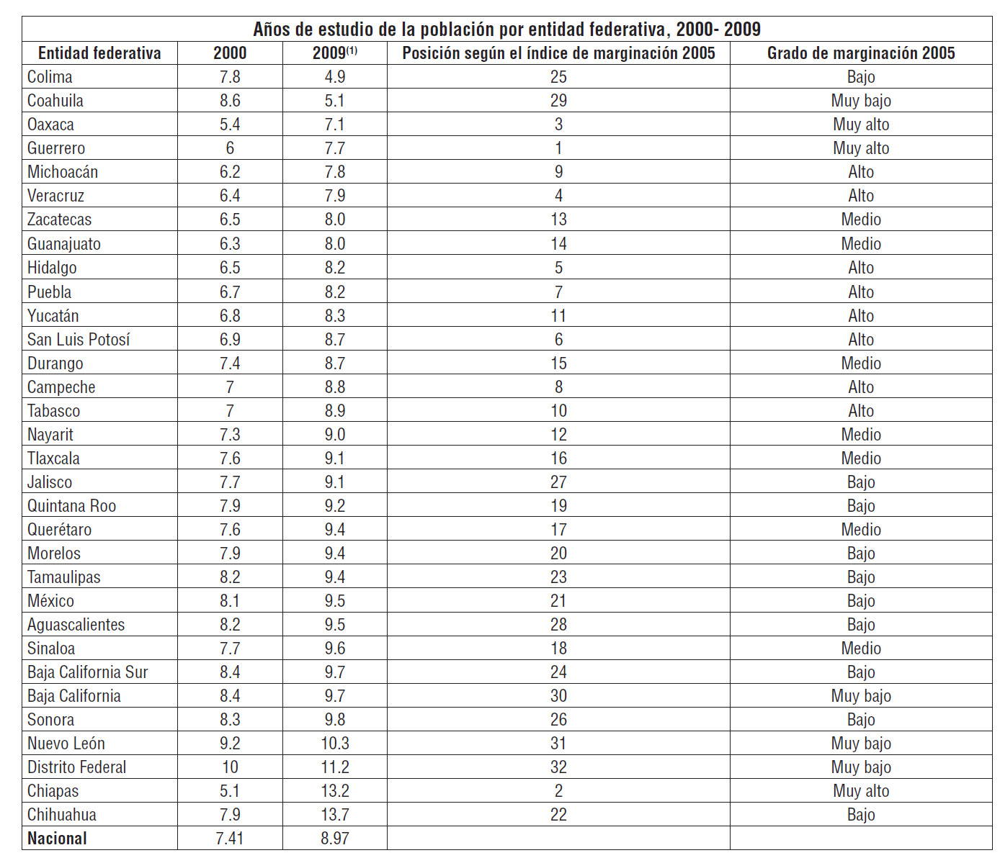 Años de estudio de la población por entidad federativa, 2000- 2009
Entidad federativa 2000 2009(1) Posición según el índice de marginación 2005 Grado de marginación 2005
Colima 7.8 4.9 25 Bajo
Coahuila 8.6 5.1 29 Muy bajo
Oaxaca 5.4 7.1 3 Muy alto
Guerrero 6 7.7 1 Muy alto
Michoacán 6.2 7.8 9 Alto
Veracruz 6.4 7.9 4 Alto
Zacatecas 6.5 8.0 13 Medio
Guanajuato 6.3 8.0 14 Medio
Hidalgo 6.5 8.2 5 Alto
Puebla 6.7 8.2 7 Alto
Yucatán 6.8 8.3 11 Alto
San Luis Potosí 6.9 8.7 6 Alto
Durango 7.4 8.7 15 Medio
Campeche 7 8.8 8 Alto
Tabasco 7 8.9 10 Alto
Nayarit 7.3 9.0 12 Medio
Tlaxcala 7.6 9.1 16 Medio
Jalisco 7.7 9.1 27 Bajo
Quintana Roo 7.9 9.2 19 Bajo
Querétaro 7.6 9.4 17 Medio
Morelos 7.9 9.4 20 Bajo
Tamaulipas 8.2 9.4 23 Bajo
México 8.1 9.5 21 Bajo
Aguascalientes 8.2 9.5 28 Bajo
Sinaloa 7.7 9.6 18 Medio
Baja California Sur 8.4 9.7 24 Bajo
Baja California 8.4 9.7 30 Muy bajo
Sonora 8.3 9.8 26 Bajo
Nuevo León 9.2 10.3 31 Muy bajo
Distrito Federal 10 11.2 32 Muy bajo
Chiapas 5.1 13.2 2 Muy alto
Chihuahua 7.9 13.7 22 Bajo
Nacional 7.41 8.97